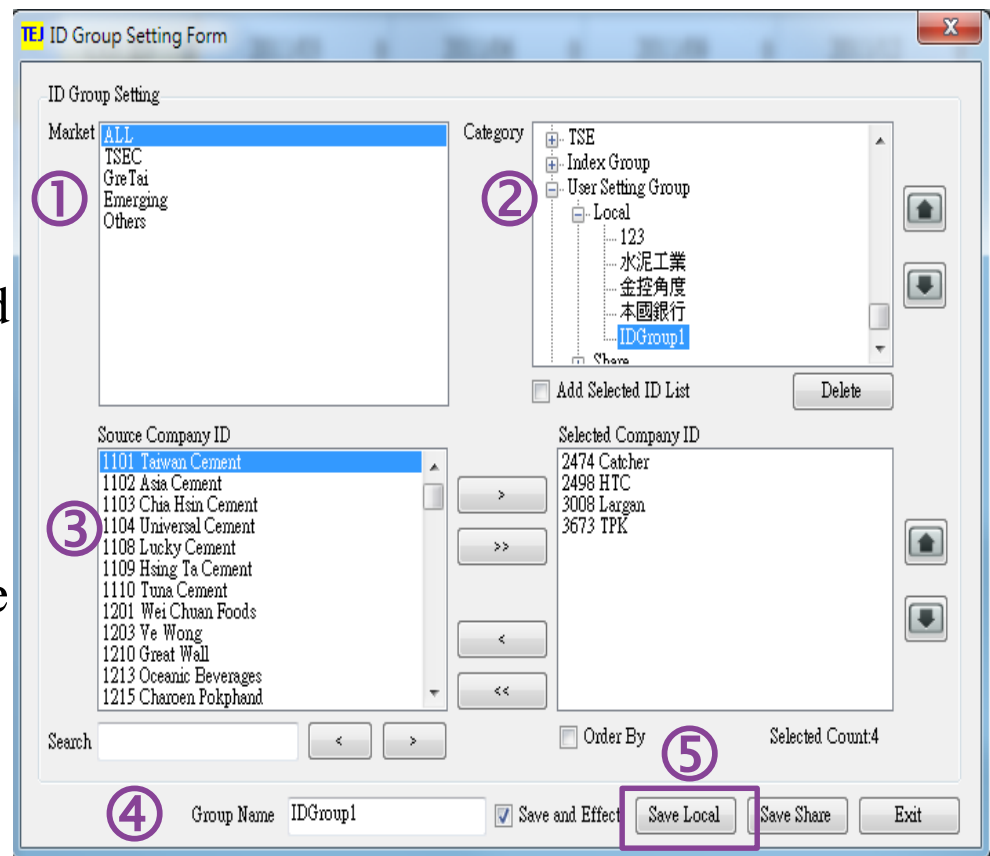 TEJ ID Group Setting Form
X
ID Group Setting
Market
ALL
TSEC
GreTai
Emerging
Others
①
Category
TSE
Index Group
User Setting Group
Local
123
水泥工業
金控角度
本國銀行
IDGroup1
Share
②
Add Selected ID List
Delete
d
Source Company ID
1101 Taiwan Cement
1102 Asia Cement
1103 Chia Hsin Cement
1104 Universal Cement
1108 Lucky Cement
1109 Hsing Ta Cement
1110 Tuna Cement
1201 Wei Chuan Foods
1203 Ve Wong
1210 Great Wall
1213 Oceanic Beverages
1215 Charoen Pokphand
③
e
>
>>
<
<<
Selected Company ID
2474 Catcher
2498 HTC
3008 Largan
3673 TPK
Search
<
>
Order By
⑤
Selected Count:4
④
Group Name IDGroup1
Save and Effect
Save Local
Save Share
Exit